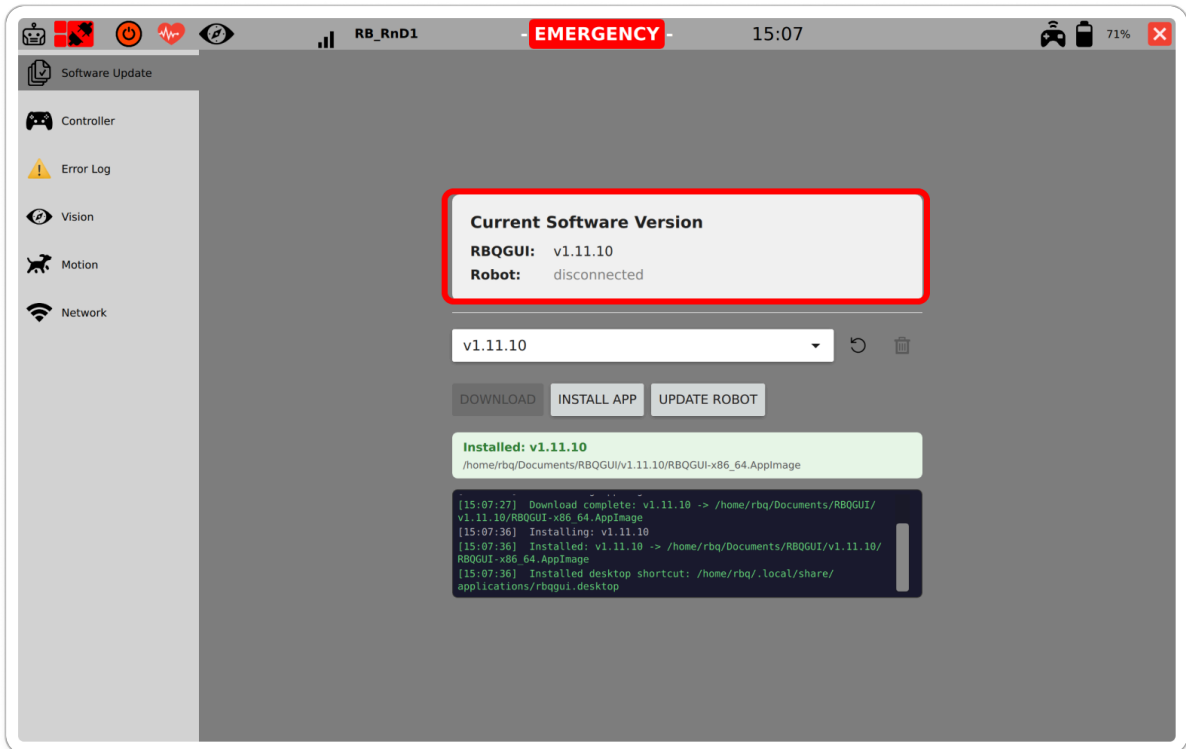 RB_RnD1
- EMERGENCY -
15:07
71%
Software Update
Controller
Error Log
Vision
Motion
Network
Current Software Version
RBQGUI: v1.11.10
Robot: disconnected
v1.11.10
DOWNLOAD
INSTALL APP
UPDATE ROBOT
Installed: v1.11.10
/home/rbq/Documents/RBQGUI/v1.11.10/RBQGUI-x86_64.AppImage
[15:07:27] Download complete: v1.11.10 -> /home/rbq/Documents/RBQGUI/
v1.11.10/RBQGUI-x86_64.AppImage
[15:07:36] Installing: v1.11.10
[15:07:36] Installed: v1.11.10 -> /home/rbq/Documents/RBQGUI/v1.11.10/
RBQGUI-x86_64.AppImage
[15:07:36] Installed desktop shortcut: /home/rbq/.local/share/
applications/rbqgui.desktop